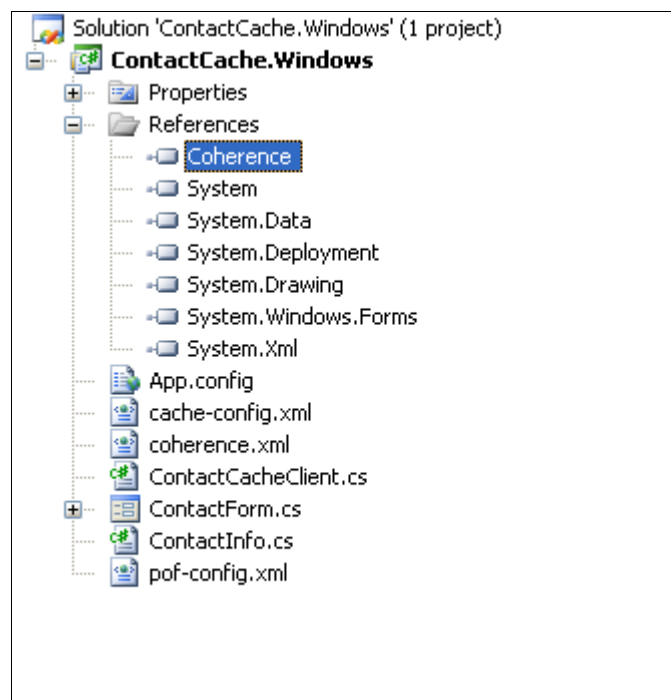 Solution 'ContactCache.Windows' (1 project)
ContactCache.Windows
Properties
References
Coherence
System
System.Data
System.Deployment
System.Drawing
System.Windows.Forms
System.Xml
App.config
cache-config.xml
coherence.xml
ContactCacheClient.cs
ContactForm.cs
ContactInfo.cs
pof-config.xml